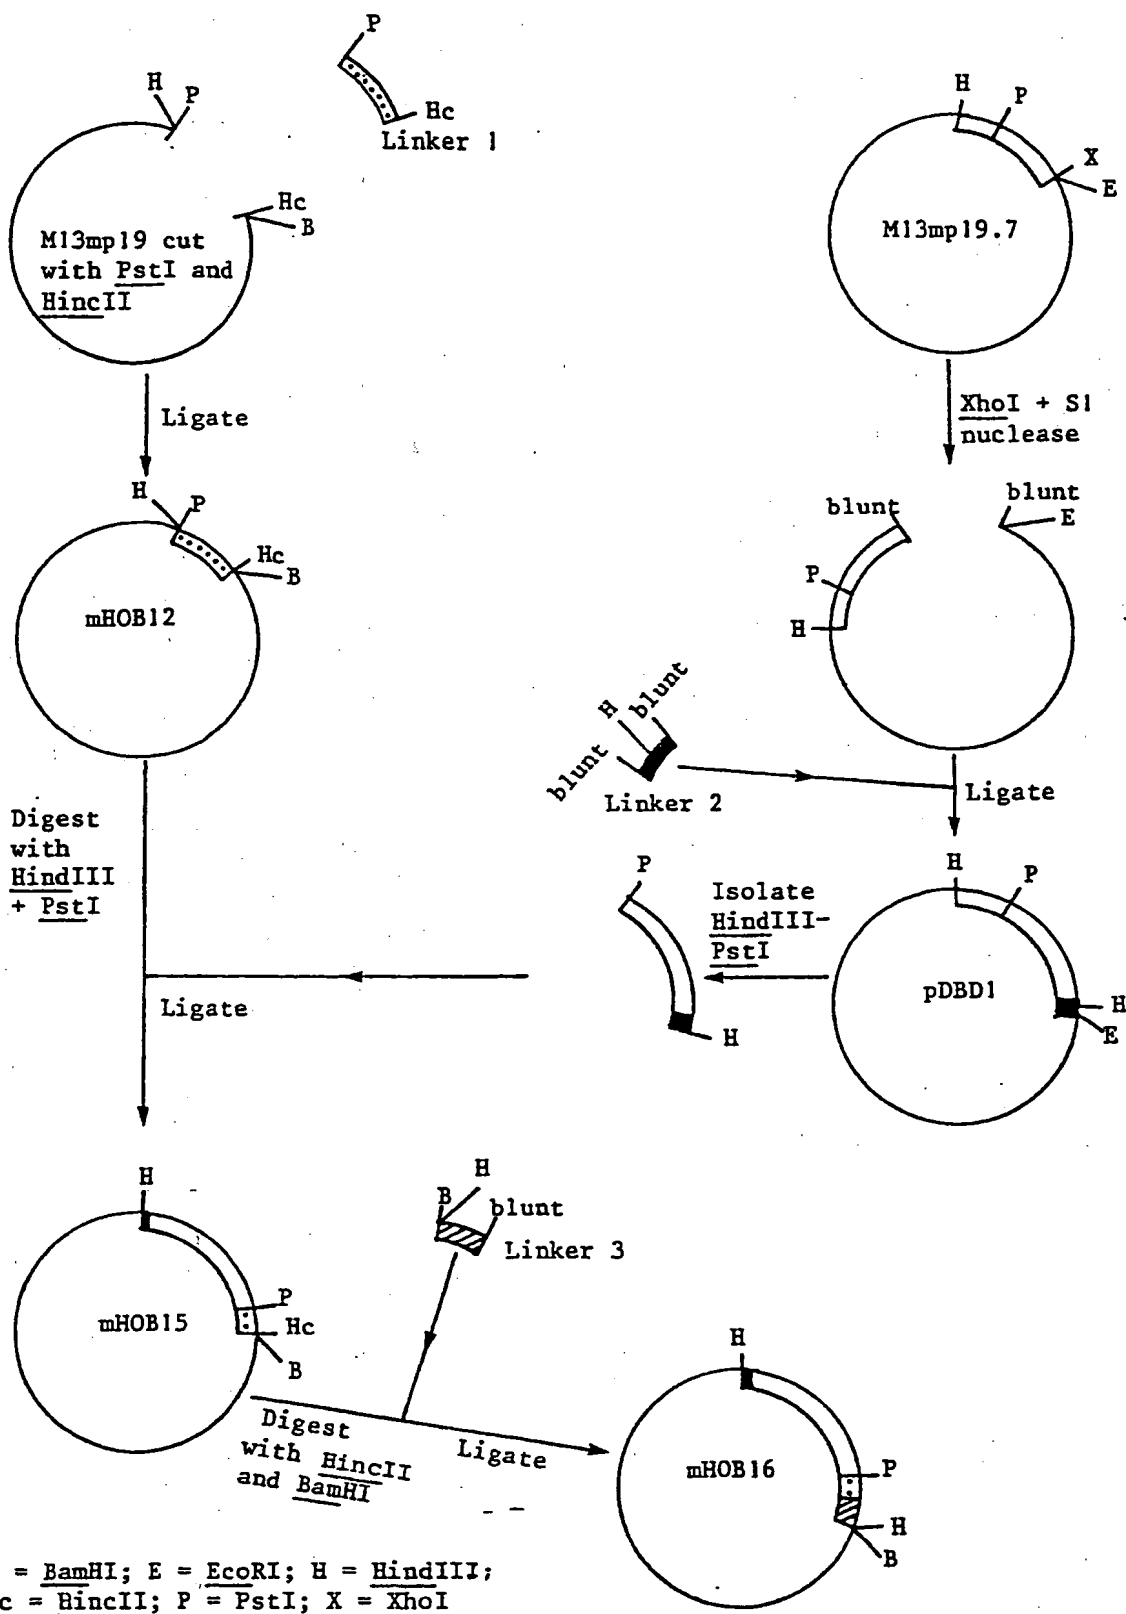 P
H
P
Hc
Linker 1
Hc
B
M13mp19 cut
with PstI and
HincII
H
P
X
E
M13mp19.7
Ligate
XhoI + S1
nuclease
H
P
Hc
B
mHOB12
blunt
blunt
E
P
H
H
blunt
blunt
Linker 2
Ligate
Digest
with
HindIII
+ PstI
P
Isolate
HindIII-
PstI
H
H
P
pDBD1
H
E
Ligate
H
mHOB15
P
Hc
B
B
H
blunt
Linker 3
Digest
with HincII
and BamHI
Ligate
H
mHOB16
P
H
B
= BamHI; E = EcoRI; H = HindIII;
c = HincII; P = PstI; X = XhoI